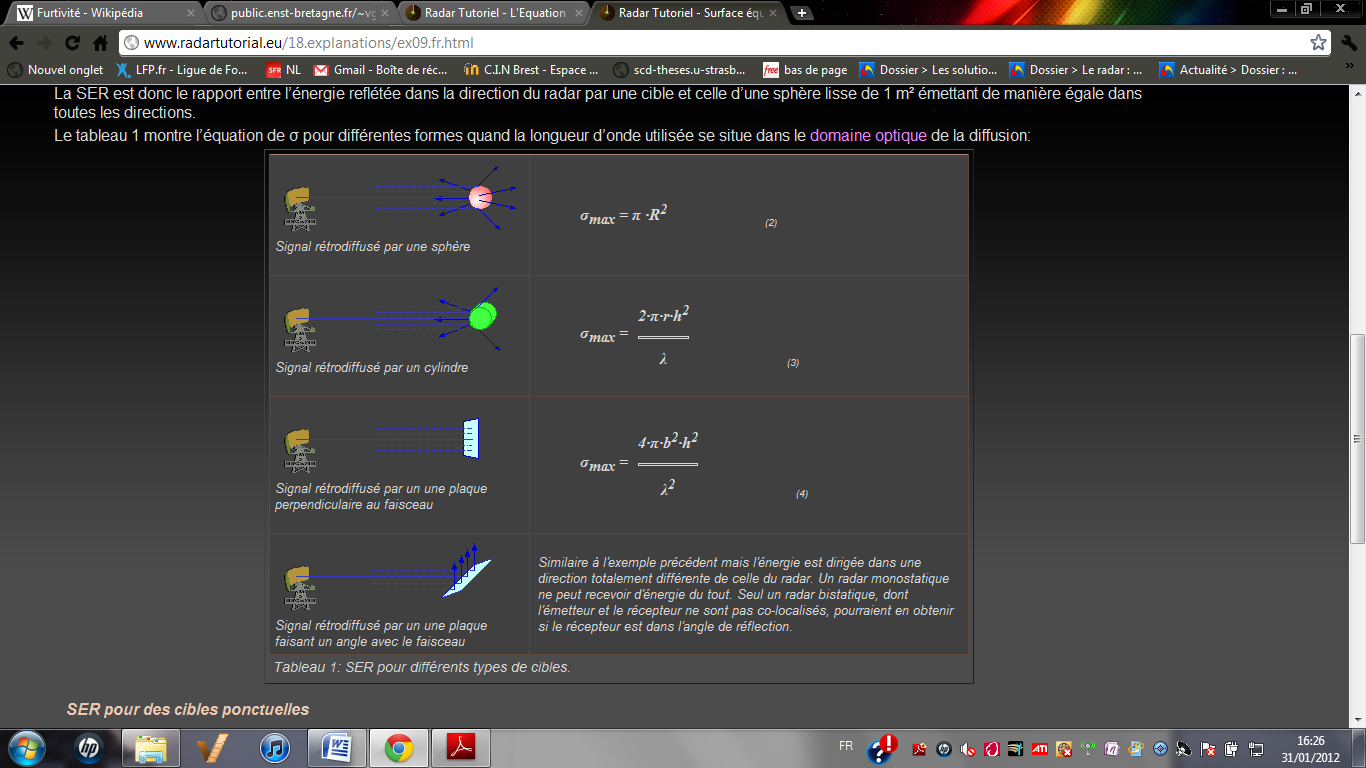 Furtivité - Wikipédia
public.enst-bretagne.fr/~vg
Radar Tutoriel - L'Equation
Radar Tutoriel - Surface équ
www.radartutorial.eu/18.explanations/ex09.fr.html
Nouvel onglet
LFP.fr - Ligue de Fo...
SFR NL
Gmail - Boîte de réc...
C.I.N Brest - Espace ...
scd-theses.u-strasb...
free bas de page
Dossier > Les solutio...
Dossier > Le radar : ...
Actualité > Dossier : ...
La SER est donc le rapport entre l'énergie reflétée dans la direction du radar par une cible et celle d'une sphère lisse de 1 m² émettant de manière égale dans
toutes les directions.
Le tableau 1 montre l'équation de σ pour différentes formes quand la longueur d'onde utilisée se situe dans le domaine optique de la diffusion:
Signal rétrodiffusé par une sphère
σmax = π ·R² (2)
Signal rétrodiffusé par un cylindre
σmax = 2·π·r·h² / λ (3)
Signal rétrodiffusé par un une plaque
perpendiculaire au faisceau
σmax = 4·π·b²·h² / λ² (4)
Signal rétrodiffusé par un une plaque
faisant un angle avec le faisceau
Similaire à l'exemple précédent mais l'énergie est dirigée dans une
direction totalement différente de celle du radar. Un radar monostatique
ne peut recevoir d'énergie du tout. Seul un radar bistatique, dont
l'émetteur et le récepteur ne sont pas co-localisés, pourraient en obtenir
si le récepteur est dans l'angle de réflection.
Tableau 1: SER pour différents types de cibles.
SER pour des cibles ponctuelles
FR
16:26
31/01/2012